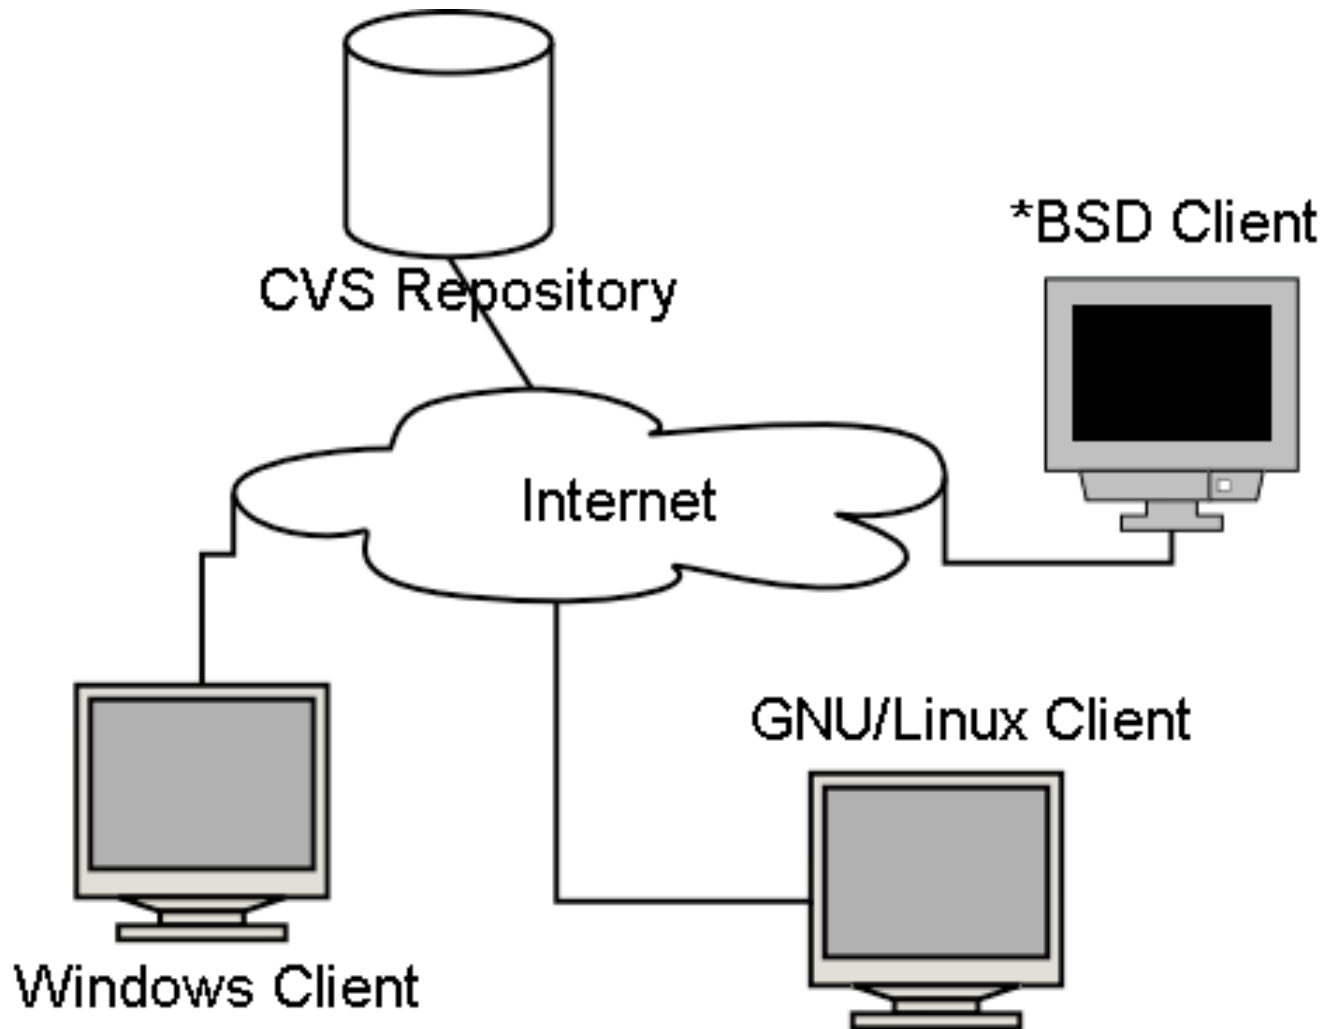 *BSD Client
CVS Repository
Internet
GNU/Linux Client
Windows Client